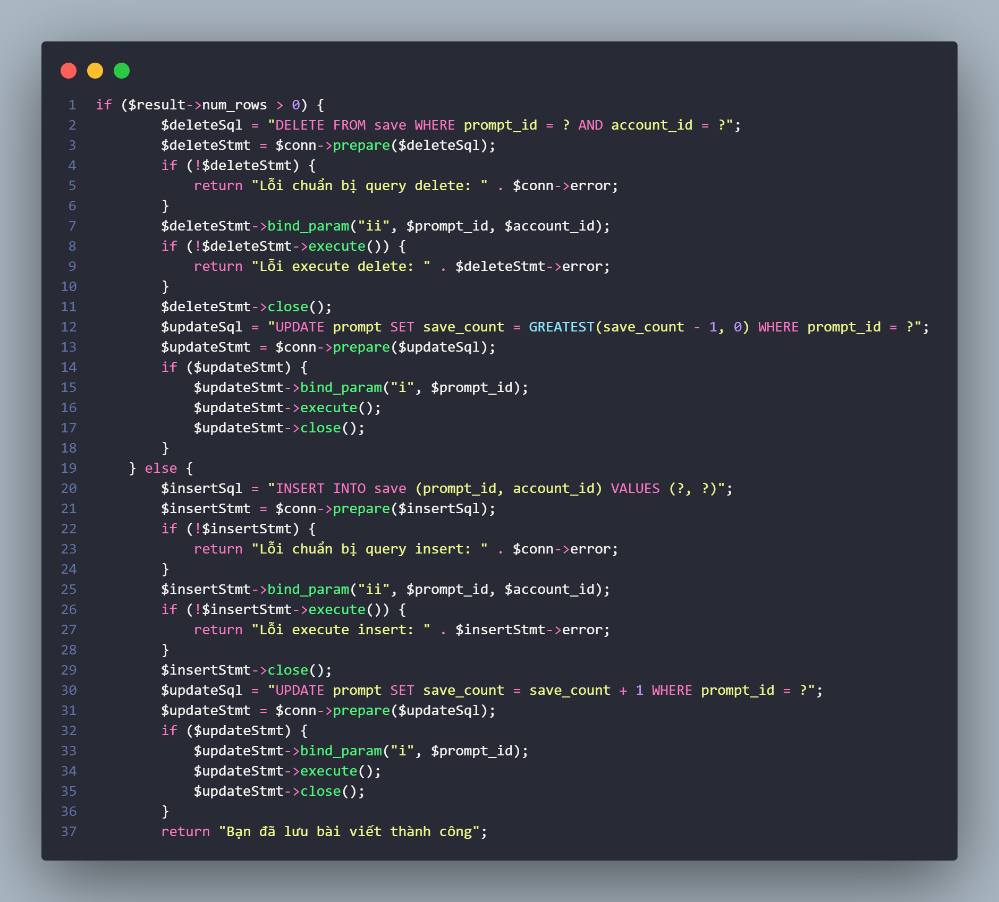 1 if ($result->num_rows > 0) {
2         $deleteSql = "DELETE FROM save WHERE prompt_id = ? AND account_id = ?";
3         $deleteStmt = $conn->prepare($deleteSql);
4         if (!$deleteStmt) {
5             return "Lỗi chuẩn bị query delete: " . $conn->error;
6         }
7         $deleteStmt->bind_param("ii", $prompt_id, $account_id);
8         if (!$deleteStmt->execute()) {
9             return "Lỗi execute delete: " . $deleteStmt->error;
10         }
11         $deleteStmt->close();
12         $updateSql = "UPDATE prompt SET save_count = GREATEST(save_count - 1, 0) WHERE prompt_id = ?";
13         $updateStmt = $conn->prepare($updateSql);
14         if ($updateStmt) {
15             $updateStmt->bind_param("i", $prompt_id);
16             $updateStmt->execute();
17             $updateStmt->close();
18         }
19     } else {
20         $insertSql = "INSERT INTO save (prompt_id, account_id) VALUES (?, ?)";
21         $insertStmt = $conn->prepare($insertSql);
22         if (!$insertStmt) {
23             return "Lỗi chuẩn bị query insert: " . $conn->error;
24         }
25         $insertStmt->bind_param("ii", $prompt_id, $account_id);
26         if (!$insertStmt->execute()) {
27             return "Lỗi execute insert: " . $insertStmt->error;
28         }
29         $insertStmt->close();
30         $updateSql = "UPDATE prompt SET save_count = save_count + 1 WHERE prompt_id = ?";
31         $updateStmt = $conn->prepare($updateSql);
32         if ($updateStmt) {
33             $updateStmt->bind_param("i", $prompt_id);
34             $updateStmt->execute();
35             $updateStmt->close();
36         }
37         return "Bạn đã lưu bài viết thành công";